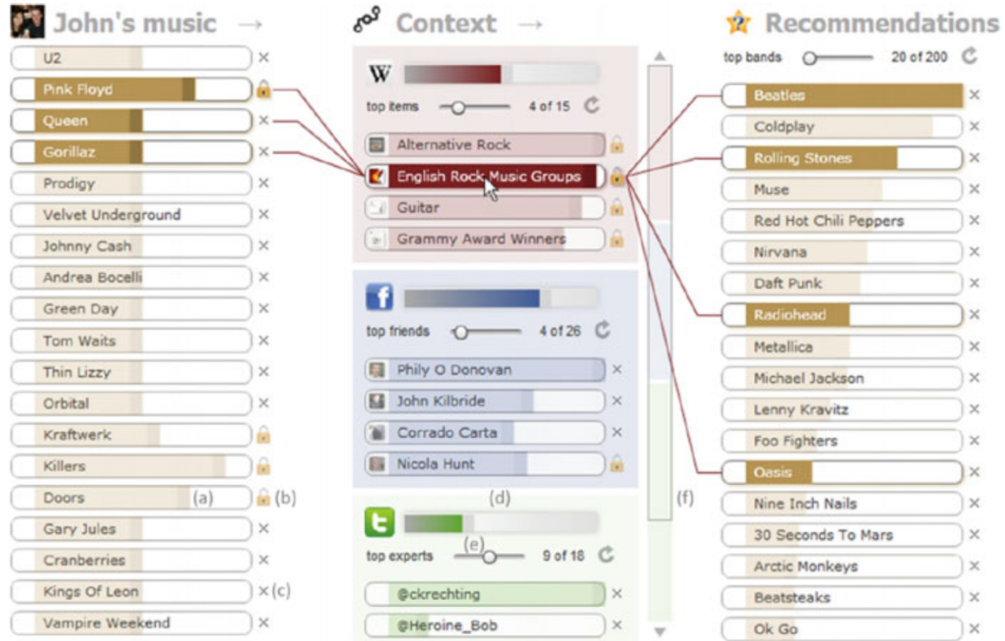 John's music →
U2
Pink Floyd
Queen
Gorillaz
Prodigy
Velvet Underground
Johnny Cash
Andrea Bocelli
Green Day
Tom Waits
Thin Lizzy
Orbital
Kraftwerk
Killers
Doors (a) (b)
Gary Jules
Cranberries
Kings Of Leon × (c)
Vampire Weekend
Context →
W
top items 4 of 15
Alternative Rock
English Rock Music Groups
Guitar
Grammy Award Winners
f
top friends 4 of 26
Phily O Donovan
John Kilbride
Corrado Carta
Nicola Hunt
(d) (f)
t
(e)
top experts 9 of 18
@ckrechting
@Heroine_Bob
? Recommendations
top bands 20 of 200
Beatles
Coldplay
Rolling Stones
Muse
Red Hot Chili Peppers
Nirvana
Daft Punk
Radiohead
Metallica
Michael Jackson
Lenny Kravitz
Foo Fighters
Oasis
Nine Inch Nails
30 Seconds To Mars
Arctic Monkeys
Beatsteaks
Ok Go